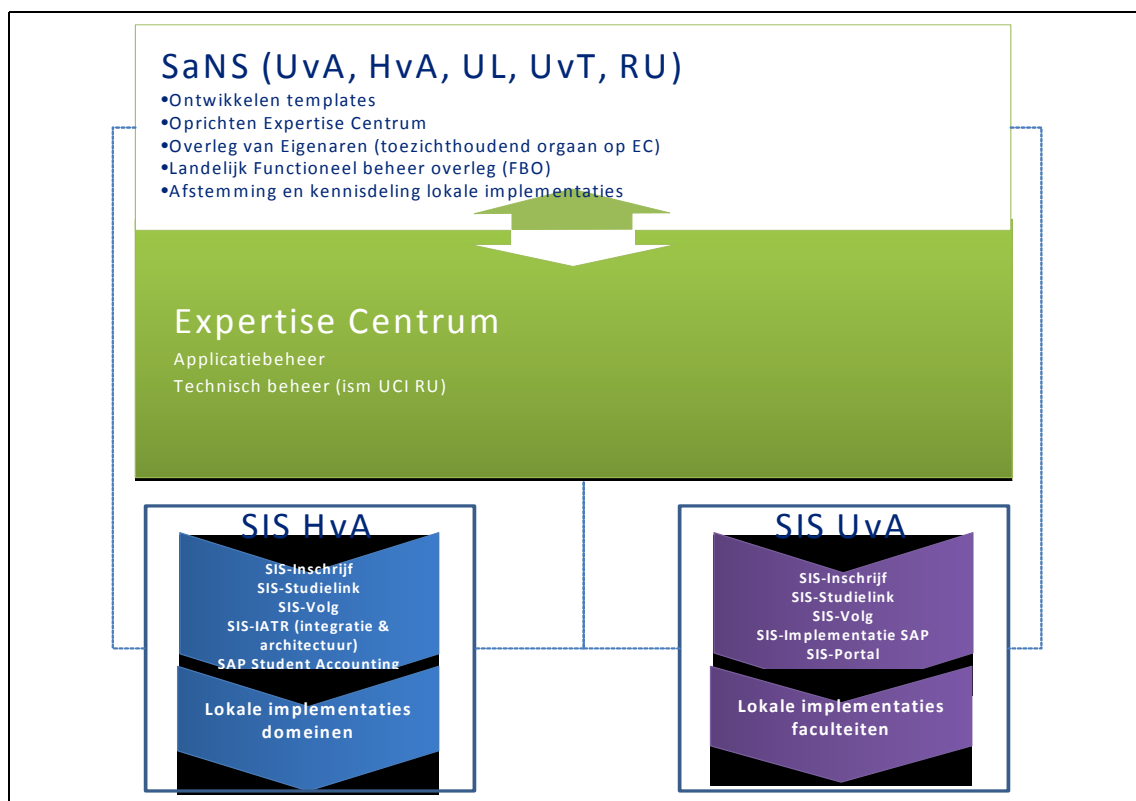 SaNS (UvA, HvA, UL, UvT, RU)
•Ontwikkelen templates
•Oprichten Expertise Centrum
•Overleg van Eigenaren (toezichthoudend orgaan op EC)
•Landelijk Functioneel beheer overleg (FBO)
•Afstemming en kennisdeling lokale implementaties
Expertise Centrum
Applicatiebeheer
Technisch beheer (ism UCI RU)
SIS HvA
SIS-Inschrijf
SIS-Studielink
SIS-Volg
SIS-IATR (integratie &
architectuur)
SAP Student Accounting
Lokale implementaties
domeinen
SIS UvA
SIS-Inschrijf
SIS-Studielink
SIS-Volg
SIS-Implementatie SAP
SIS-Portal
Lokale implementaties
faculteiten